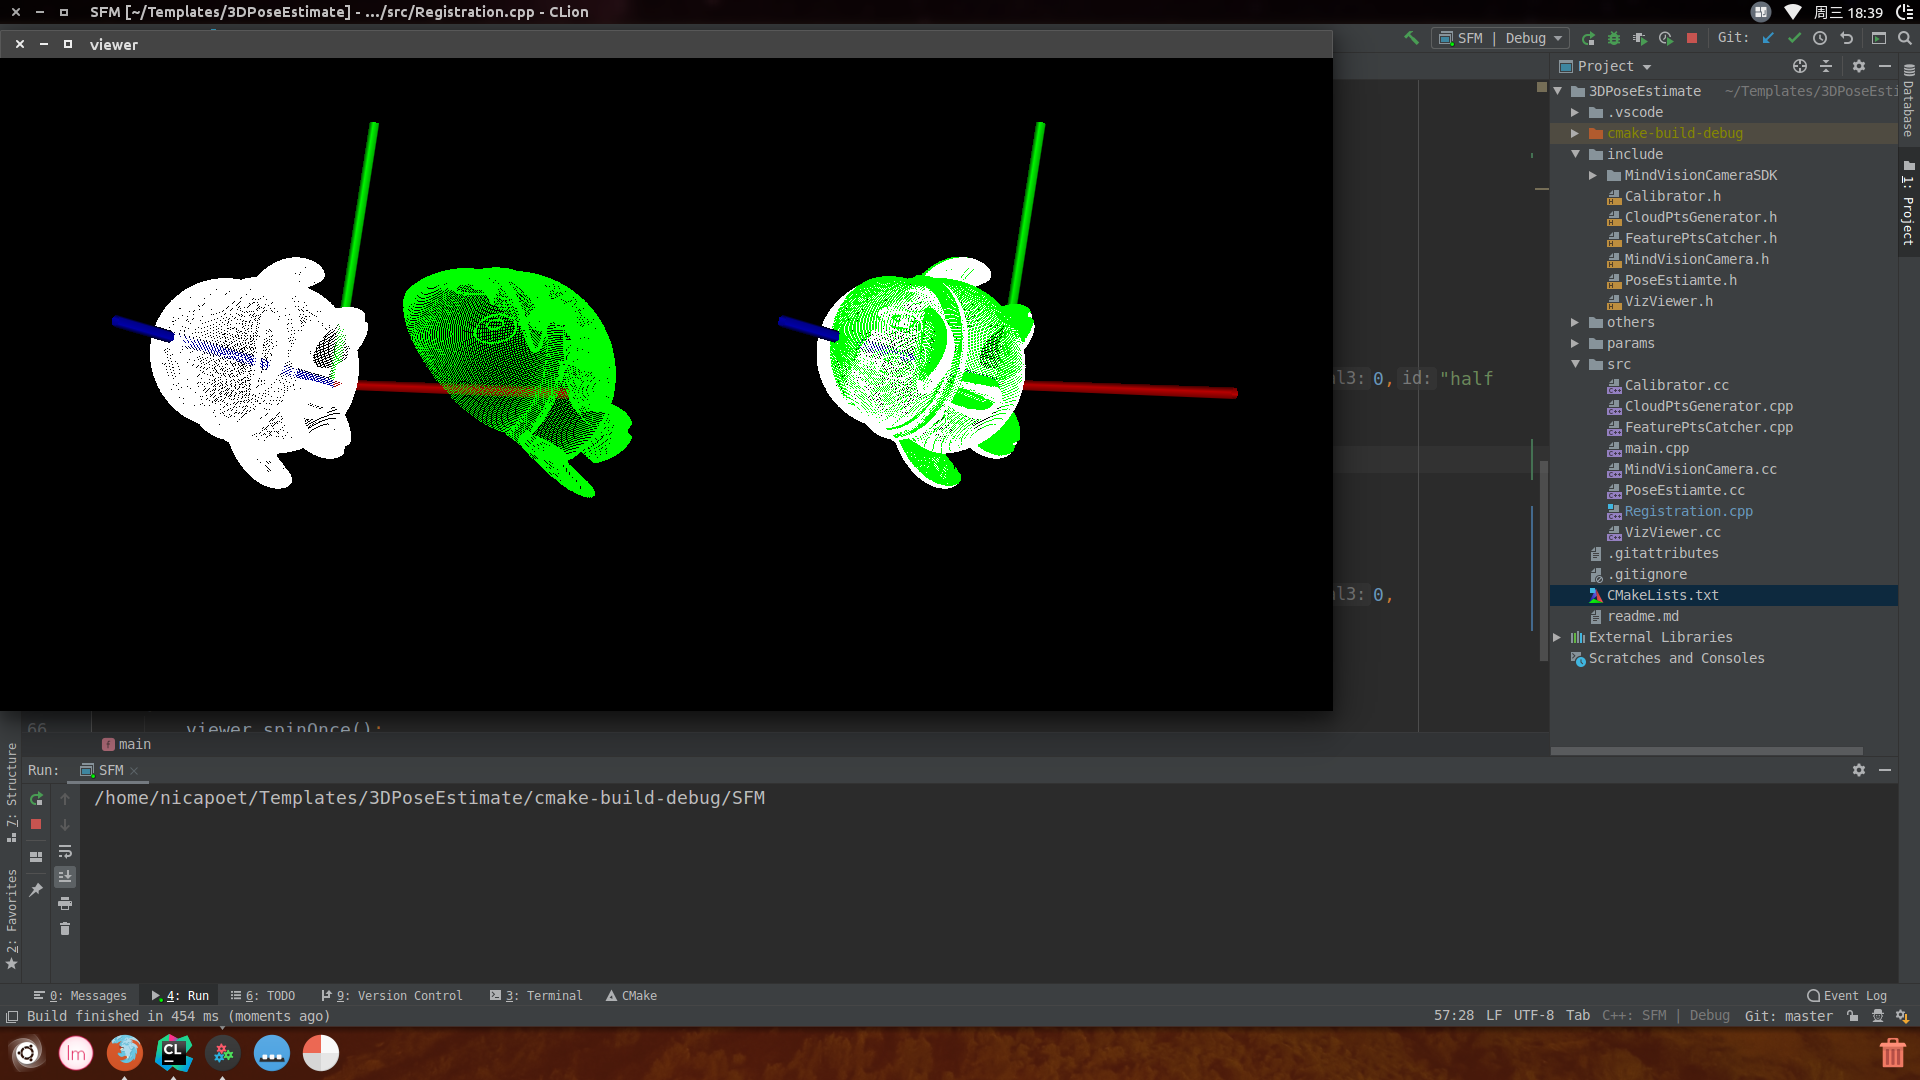 SFM [~/Templates/3DPoseEstimate] - .../src/Registration.cpp - CLion
周三 18:39
viewer
SFM | Debug
Git:
Project
3DPoseEstimate ~/Templates/3DPoseEsti
.vscode
cmake-build-debug
include
MindVisionCameraSDK
Calibrator.h
CloudPtsGenerator.h
FeaturePtsCatcher.h
MindVisionCamera.h
PoseEstiamte.h
VizViewer.h
others
params
src
Calibrator.cc
CloudPtsGenerator.cpp
FeaturePtsCatcher.cpp
main.cpp
MindVisionCamera.cc
PoseEstiamte.cc
Registration.cpp
VizViewer.cc
.gitattributes
.gitignore
CMakeLists.txt
readme.md
External Libraries
Scratches and Consoles
Database
1: Project
al3: 0, id: "half
al3: 0,
66 viewer.spinOnce();
main
Run: SFM
/home/nicapoet/Templates/3DPoseEstimate/cmake-build-debug/SFM
7: Structure
2: Favorites
0: Messages 4: Run 6: TODO 9: Version Control 3: Terminal CMake
Event Log
Build finished in 454 ms (moments ago)
57:28 LF UTF-8 Tab C++: SFM | Debug Git: master
lm
CL